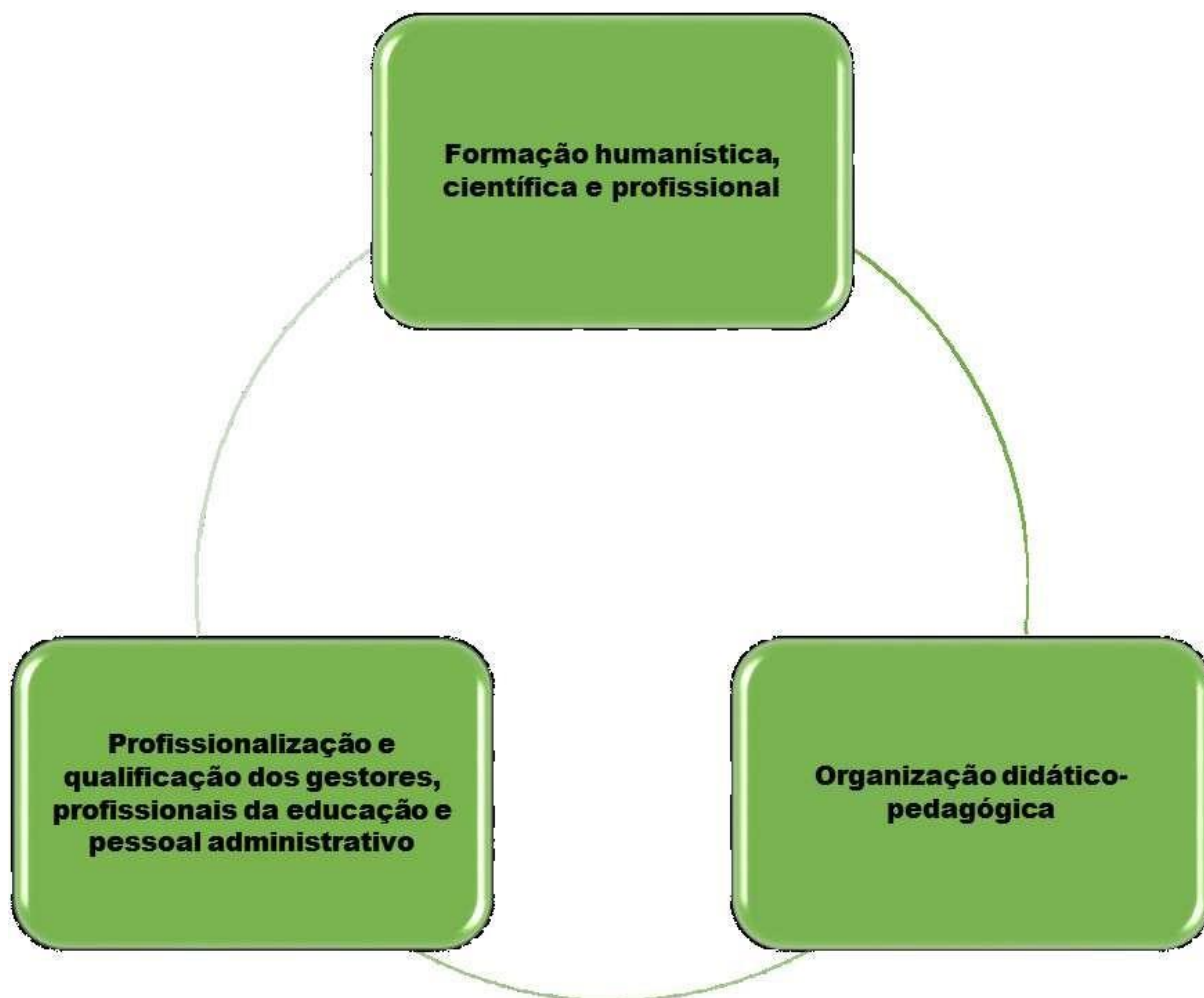 Formação humanística,
científica e profissional
Profissionalização e
qualificação dos gestores,
profissionais da educação e
pessoal administrativo
Organização didático-
pedagógica